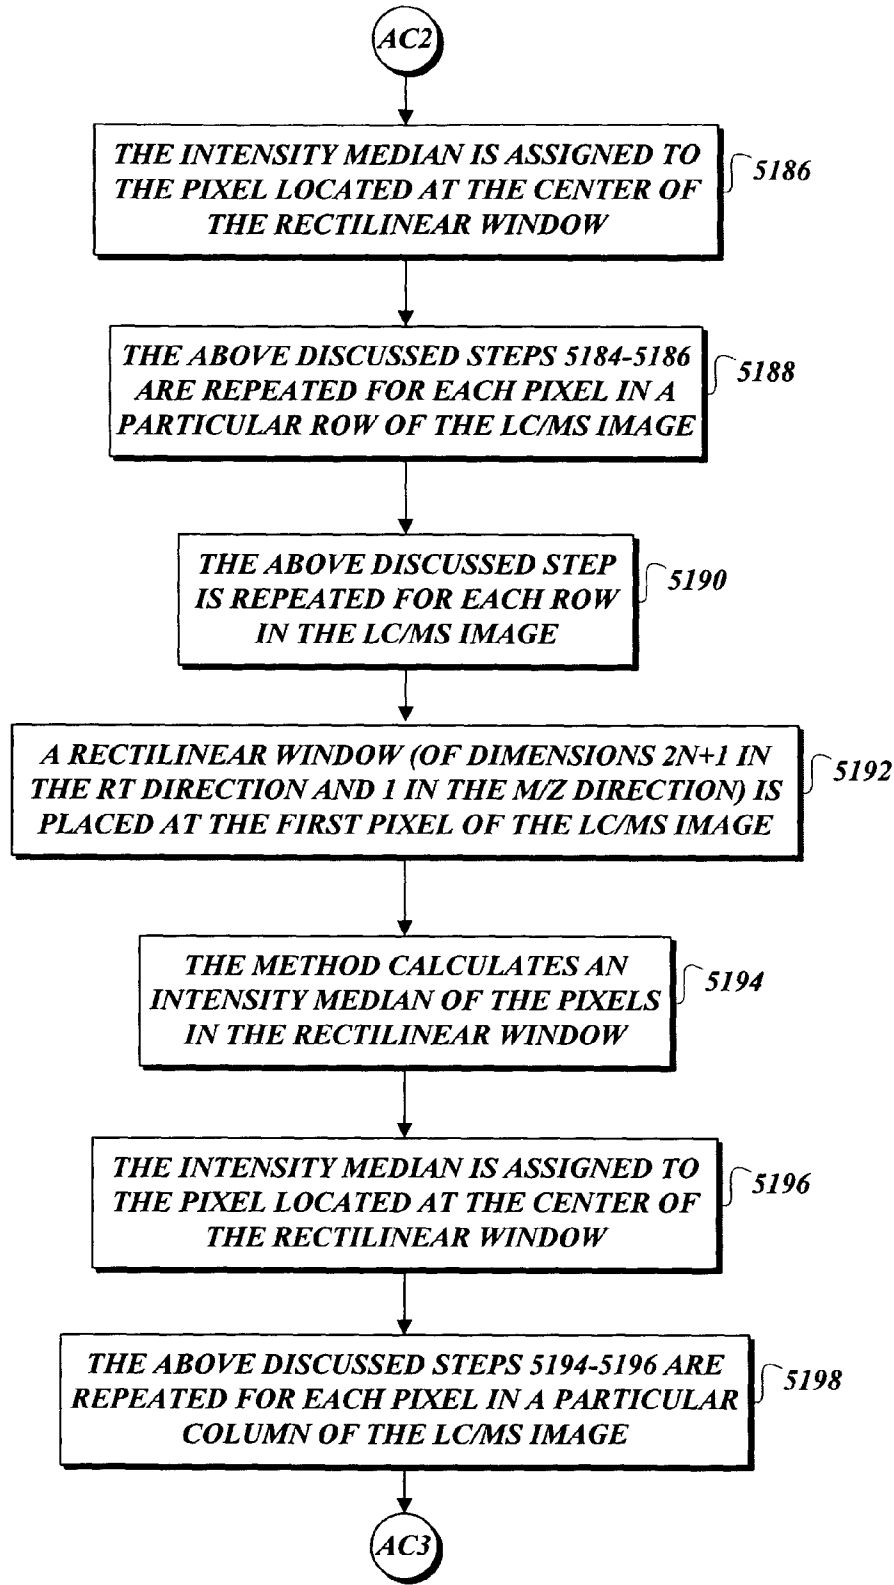 AC2
THE INTENSITY MEDIAN IS ASSIGNED TO
THE PIXEL LOCATED AT THE CENTER OF
THE RECTILINEAR WINDOW
5186
THE ABOVE DISCUSSED STEPS 5184-5186
ARE REPEATED FOR EACH PIXEL IN A
PARTICULAR ROW OF THE LC/MS IMAGE
5188
THE ABOVE DISCUSSED STEP
IS REPEATED FOR EACH ROW
IN THE LC/MS IMAGE
5190
A RECTILINEAR WINDOW (OF DIMENSIONS 2N+1 IN
THE RT DIRECTION AND 1 IN THE M/Z DIRECTION) IS
PLACED AT THE FIRST PIXEL OF THE LC/MS IMAGE
5192
THE METHOD CALCULATES AN
INTENSITY MEDIAN OF THE PIXELS
IN THE RECTILINEAR WINDOW
5194
THE INTENSITY MEDIAN IS ASSIGNED TO
THE PIXEL LOCATED AT THE CENTER OF
THE RECTILINEAR WINDOW
5196
THE ABOVE DISCUSSED STEPS 5194-5196 ARE
REPEATED FOR EACH PIXEL IN A PARTICULAR
COLUMN OF THE LC/MS IMAGE
5198
AC3